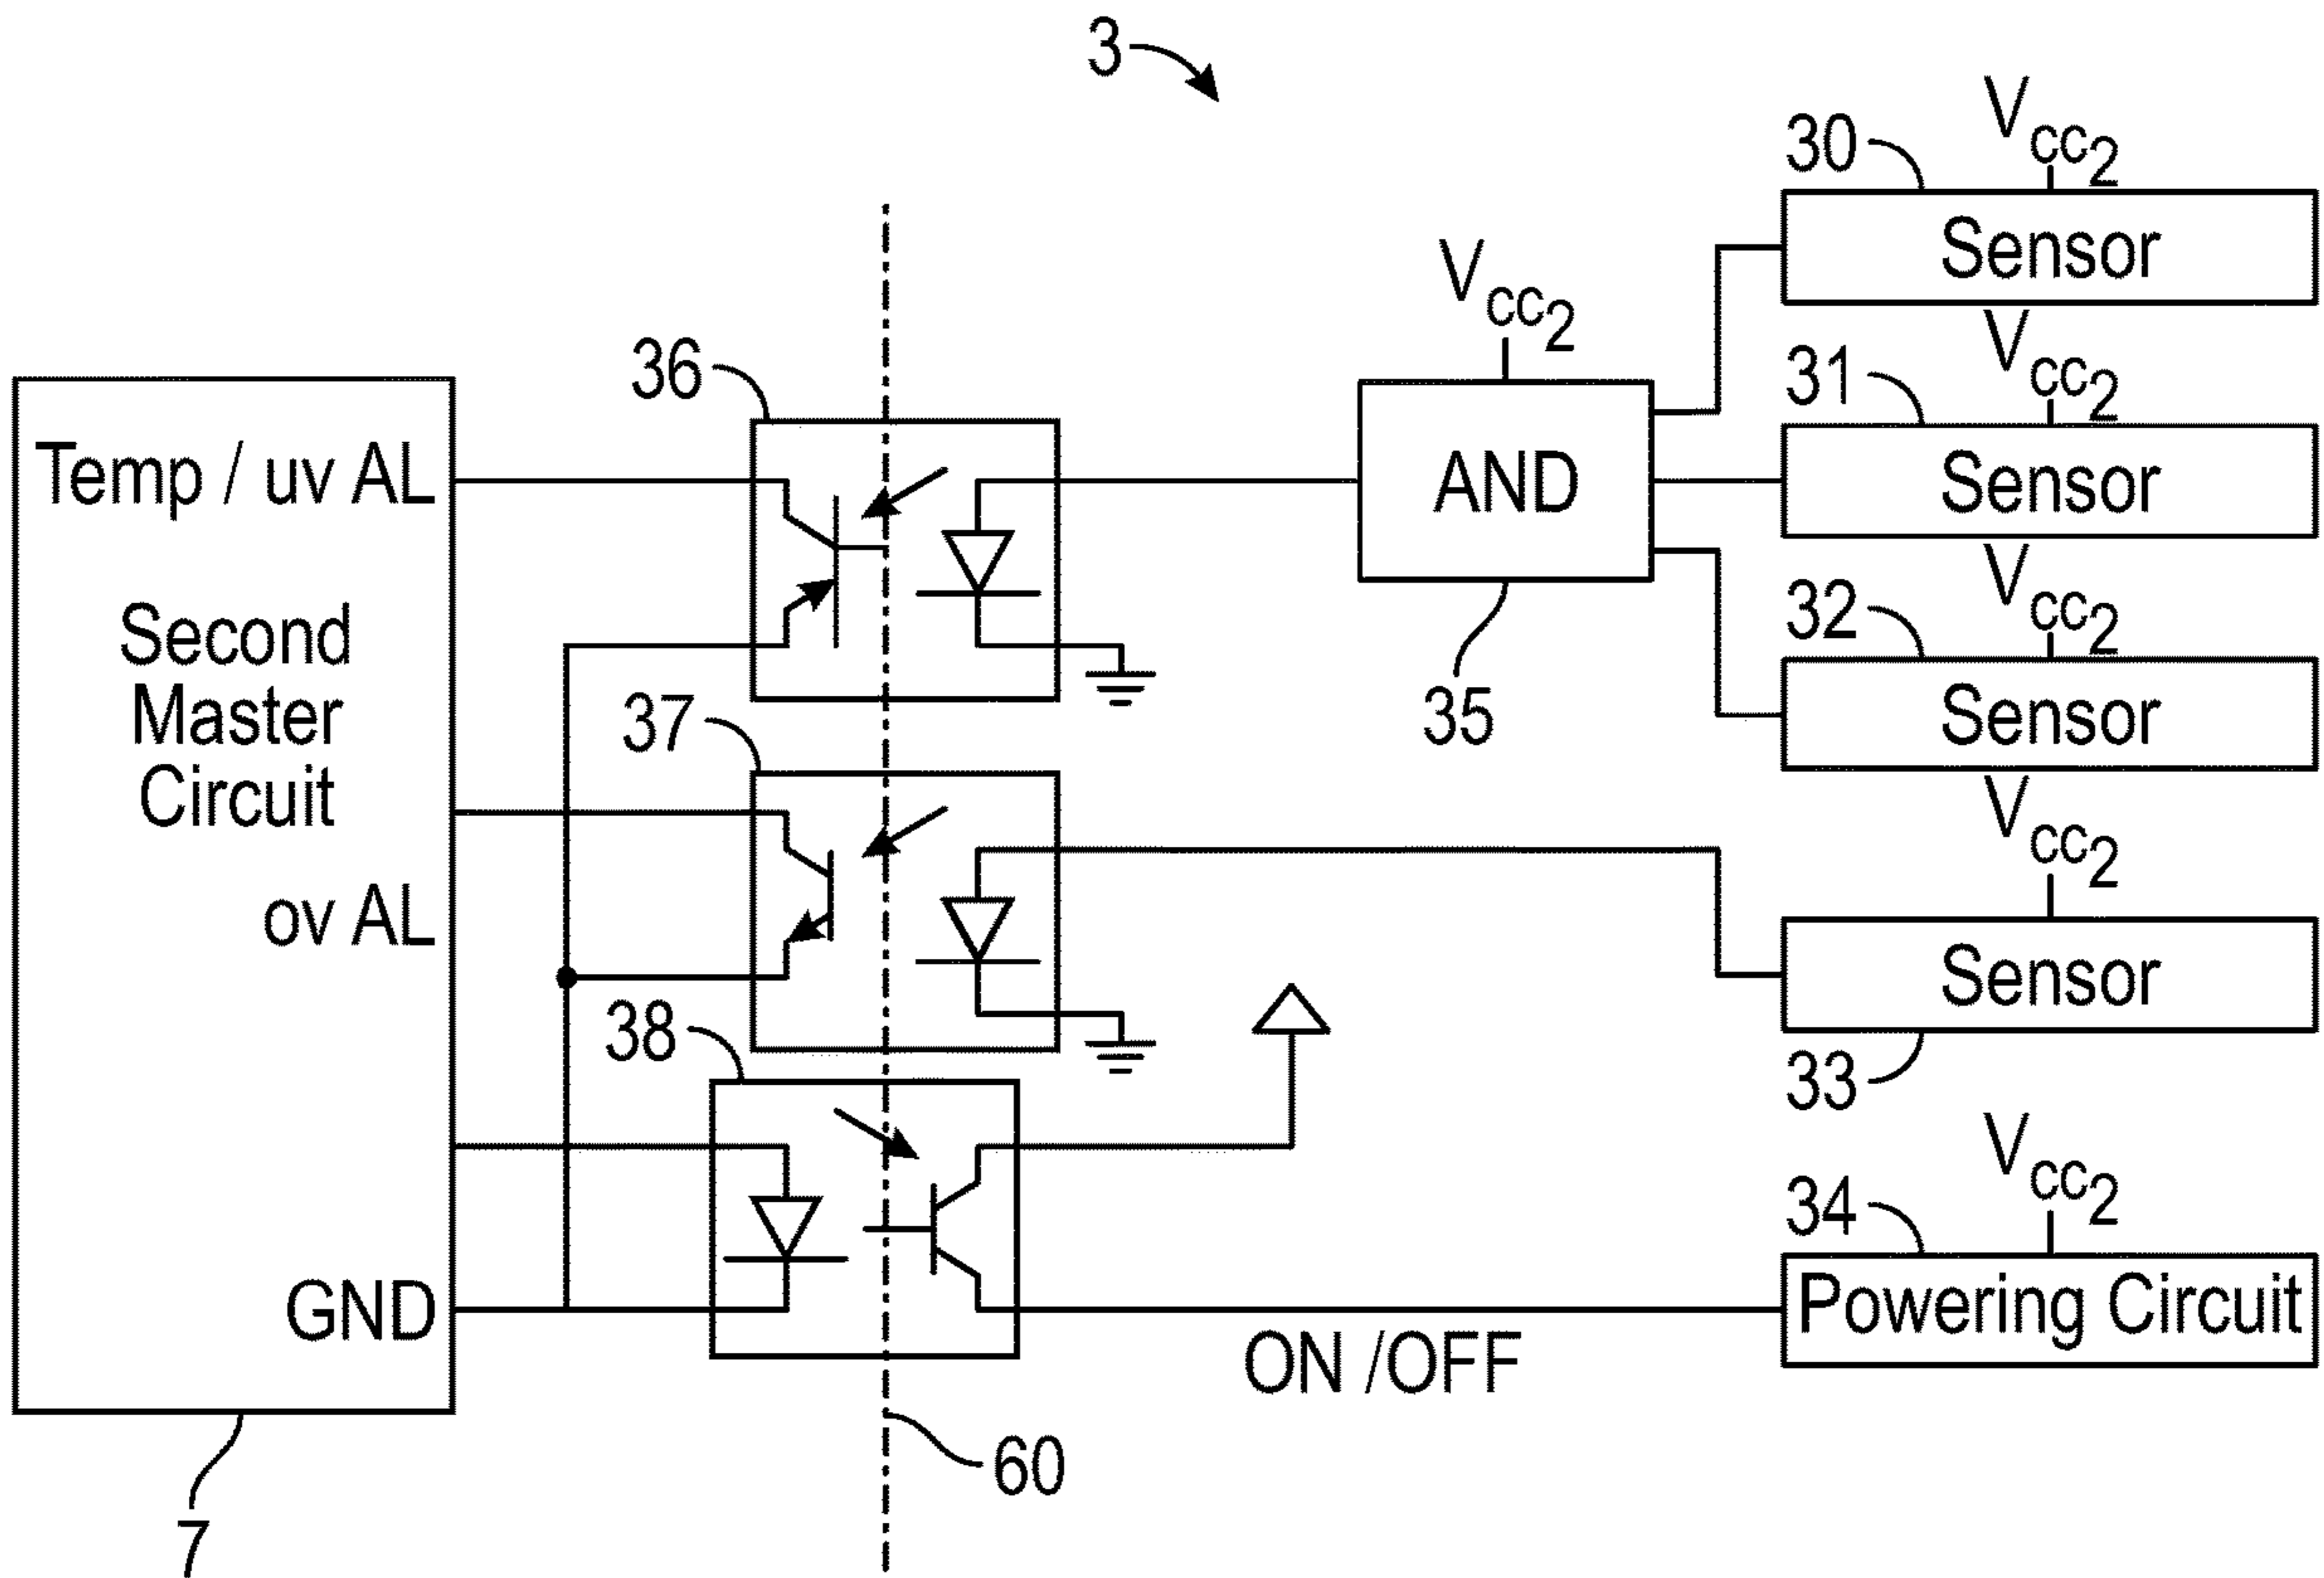 3
Vcc2
30
Sensor
Vcc2
36
Vcc2
31
Sensor
Temp / uv AL
AND
Vcc2
32
Sensor
Second
Master
Circuit
37
35
Vcc2
ov AL
Sensor
38
33
Vcc2
34
GND
Powering Circuit
ON /OFF
60
7